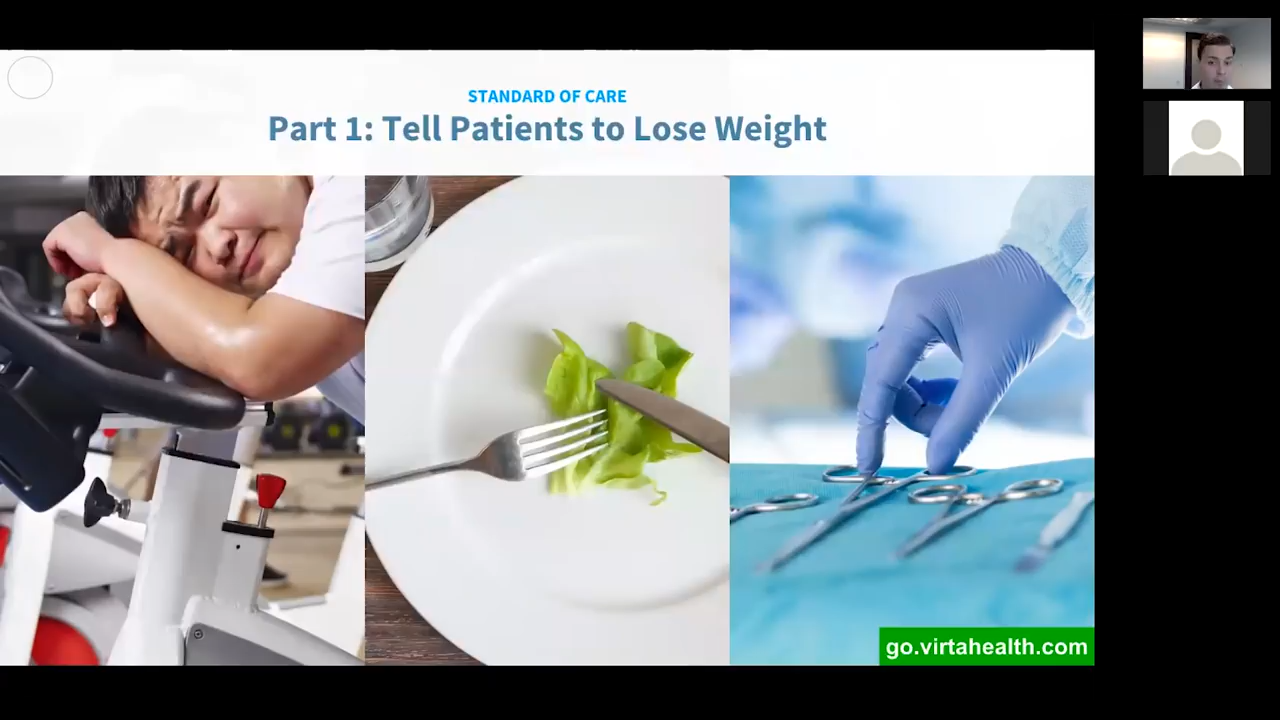 STANDARD OF CARE
Part 1: Tell Patients to Lose Weight
go.virtahealth.com